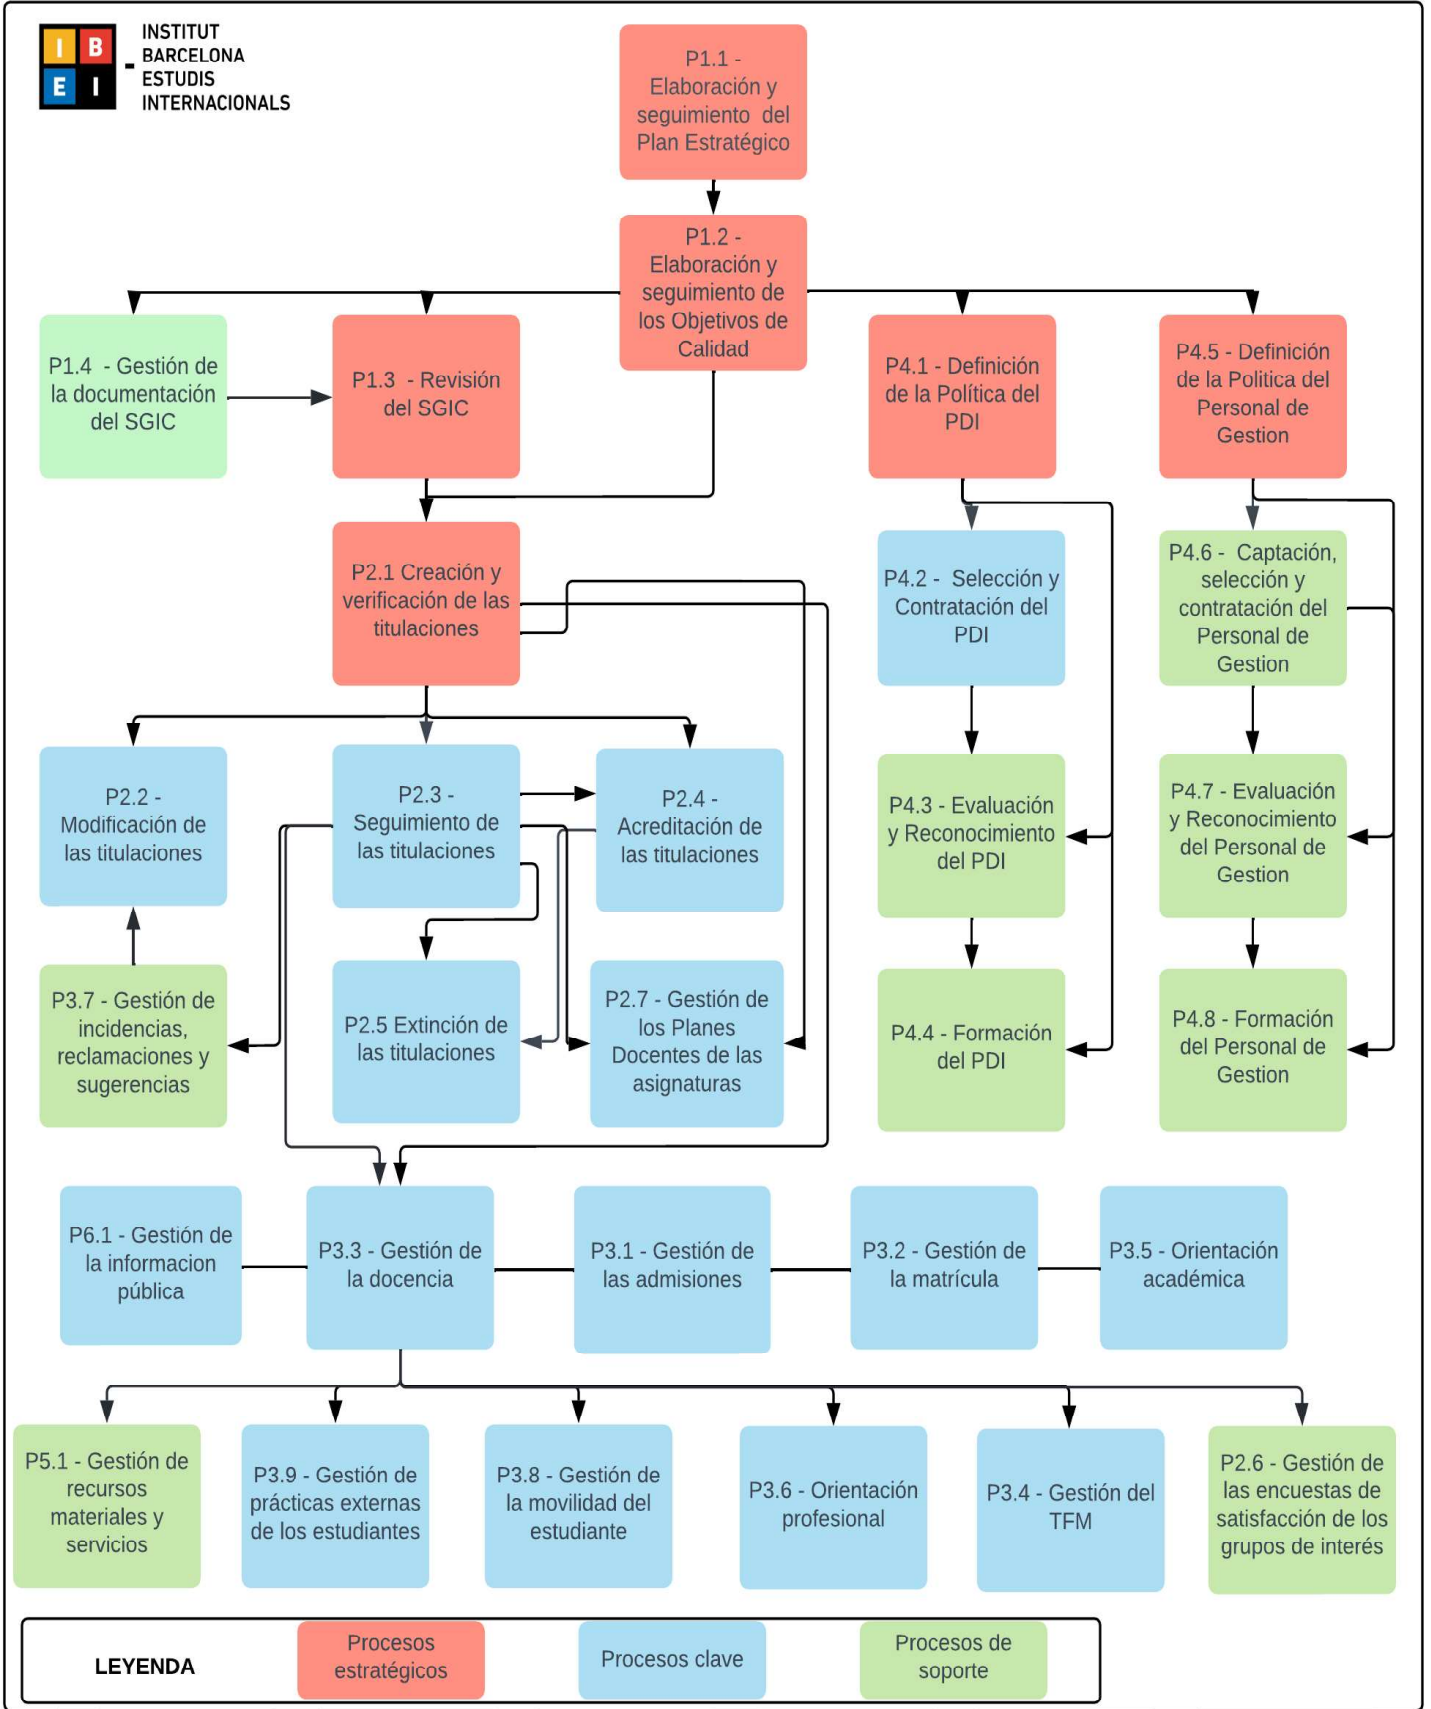 I B
E I
INSTITUT
BARCELONA
ESTUDIS
INTERNACIONALS
P1.1 -
Elaboración y
seguimiento del
Plan Estratégico
P1.2 -
Elaboración y
seguimiento de
los Objetivos de
Calidad
P1.4 - Gestión de
la documentación
del SGIC
P1.3 - Revisión
del SGIC
P4.1 - Definición
de la Política del
PDI
P4.5 - Definición
de la Politica del
Personal de
Gestion
P2.1 Creación y
verificación de las
titulaciones
P4.2 - Selección y
Contratación del
PDI
P4.6 - Captación,
selección y
contratación del
Personal de
Gestion
P2.2 -
Modificación de
las titulaciones
P2.3 -
Seguimiento de
las titulaciones
P2.4 -
Acreditación de
las titulaciones
P4.3 - Evaluación
y Reconocimiento
del PDI
P4.7 - Evaluación
y Reconocimiento
del Personal de
Gestion
P3.7 - Gestión de
incidencias,
reclamaciones y
sugerencias
P2.5 Extinción de
las titulaciones
P2.7 - Gestión de
los Planes
Docentes de las
asignaturas
P4.4 - Formación
del PDI
P4.8 - Formación
del Personal de
Gestion
P6.1 - Gestión de
la informacion
pública
P3.3 - Gestión de
la docencia
P3.1 - Gestión de
las admisiones
P3.2 - Gestión de
la matrícula
P3.5 - Orientación
académica
P5.1 - Gestión de
recursos
materiales y
servicios
P3.9 - Gestión de
prácticas externas
de los estudiantes
P3.8 - Gestión de
la movilidad del
estudiante
P3.6 - Orientación
profesional
P3.4 - Gestión del
TFM
P2.6 - Gestión de
las encuestas de
satisfacción de los
grupos de interés
LEYENDA
Procesos
estratégicos
Procesos clave
Procesos de
soporte